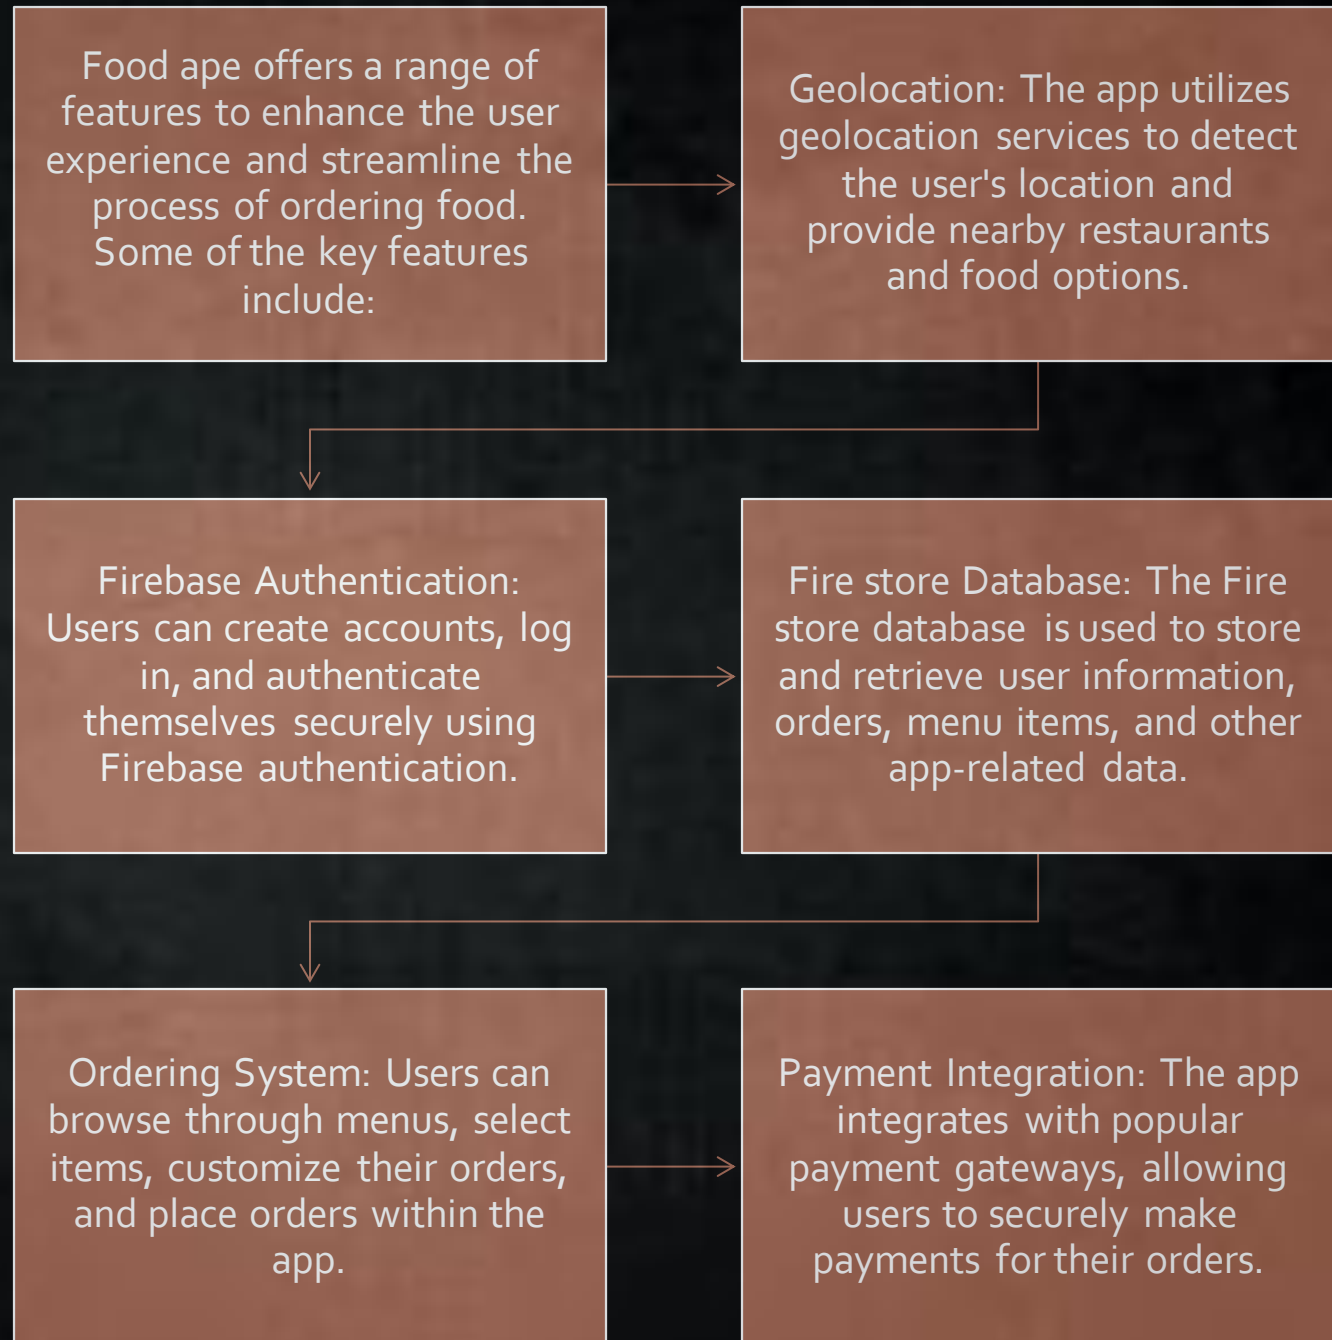 Food ape offers a range of
features to enhance the user
experience and streamline the
process of ordering food.
Some of the key features
include:
Geolocation: The app utilizes
geolocation services to detect
the user's location and
provide nearby restaurants
and food options.
Firebase Authentication:
Users can create accounts, log
in, and authenticate
themselves securely using
Firebase authentication.
Fire store Database: The Fire
store database is used to store
and retrieve user information,
orders, menu items, and other
app-related data.
Ordering System: Users can
browse through menus, select
items, customize their orders,
and place orders within the
app.
Payment Integration: The app
integrates with popular
payment gateways, allowing
users to securely make
payments for their orders.